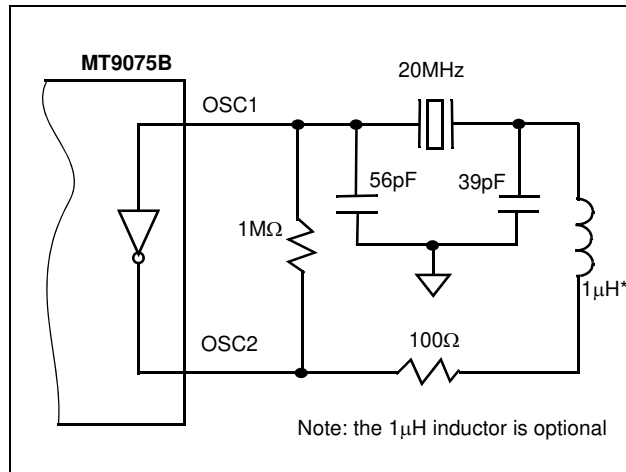 MT9075B
20MHz
OSC1
56pF
39pF
1MΩ
1µH*
OSC2
100Ω
Note: the 1µH inductor is optional